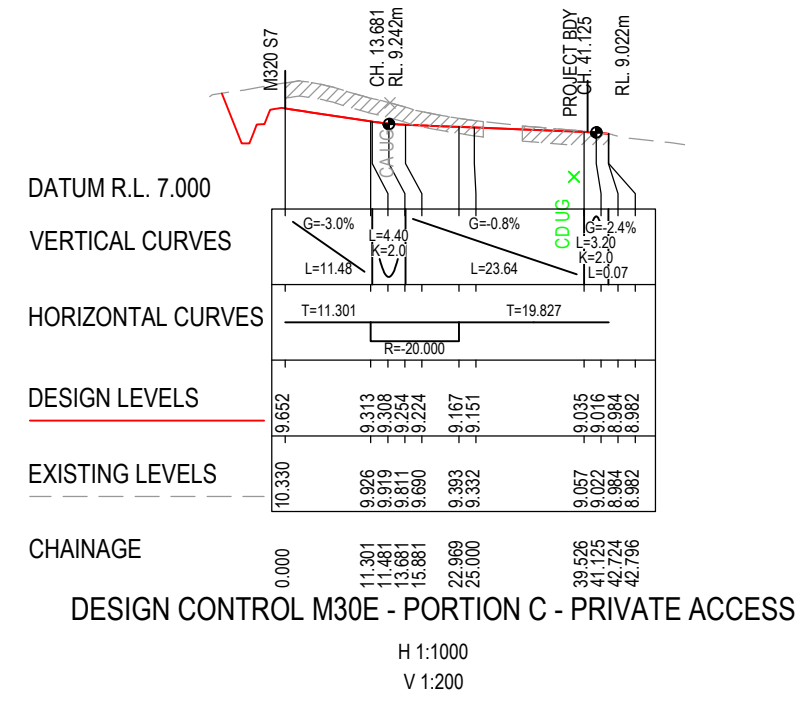 M320 S7
CH. 13.681
RL. 9.242m
PROJECT BDY
CH. 41.125
RL. 9.022m
CA UG
CD UG
DATUM R.L. 7.000
VERTICAL CURVES
G=-3.0%
L=11.48
L=4.40
K=2.0
G=-0.8%
L=23.64
L=3.20
K=2.0
G=-2.4%
L=0.07
HORIZONTAL CURVES
T=11.301
R=-20.000
T=19.827
DESIGN LEVELS
9.652 9.313 9.308 9.254 9.224 9.167 9.151 9.035 9.016 8.984 8.982
EXISTING LEVELS
10.330 9.926 9.919 9.811 9.690 9.393 9.332 9.057 9.022 8.984 8.982
CHAINAGE
0.000 11.301 11.481 13.681 15.881 22.969 25.000 39.526 41.125 42.724 42.796
DESIGN CONTROL M30E - PORTION C - PRIVATE ACCESS
H 1:1000
V 1:200